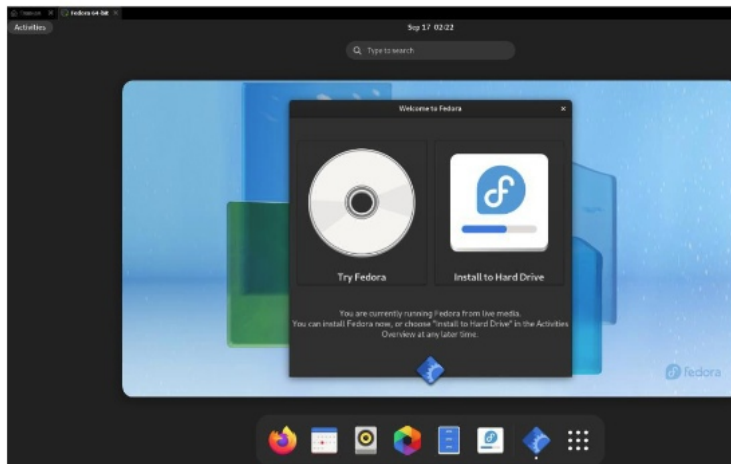 Fedora 64-bit
Activities
Sep 17 02:22
Type to search
Welcome to Fedora
Try Fedora
Install to Hard Drive
You are currently running Fedora from live media.
You can install Fedora now, or choose "Install to Hard Drive" in the Activities
Overview at any later time.
fedora